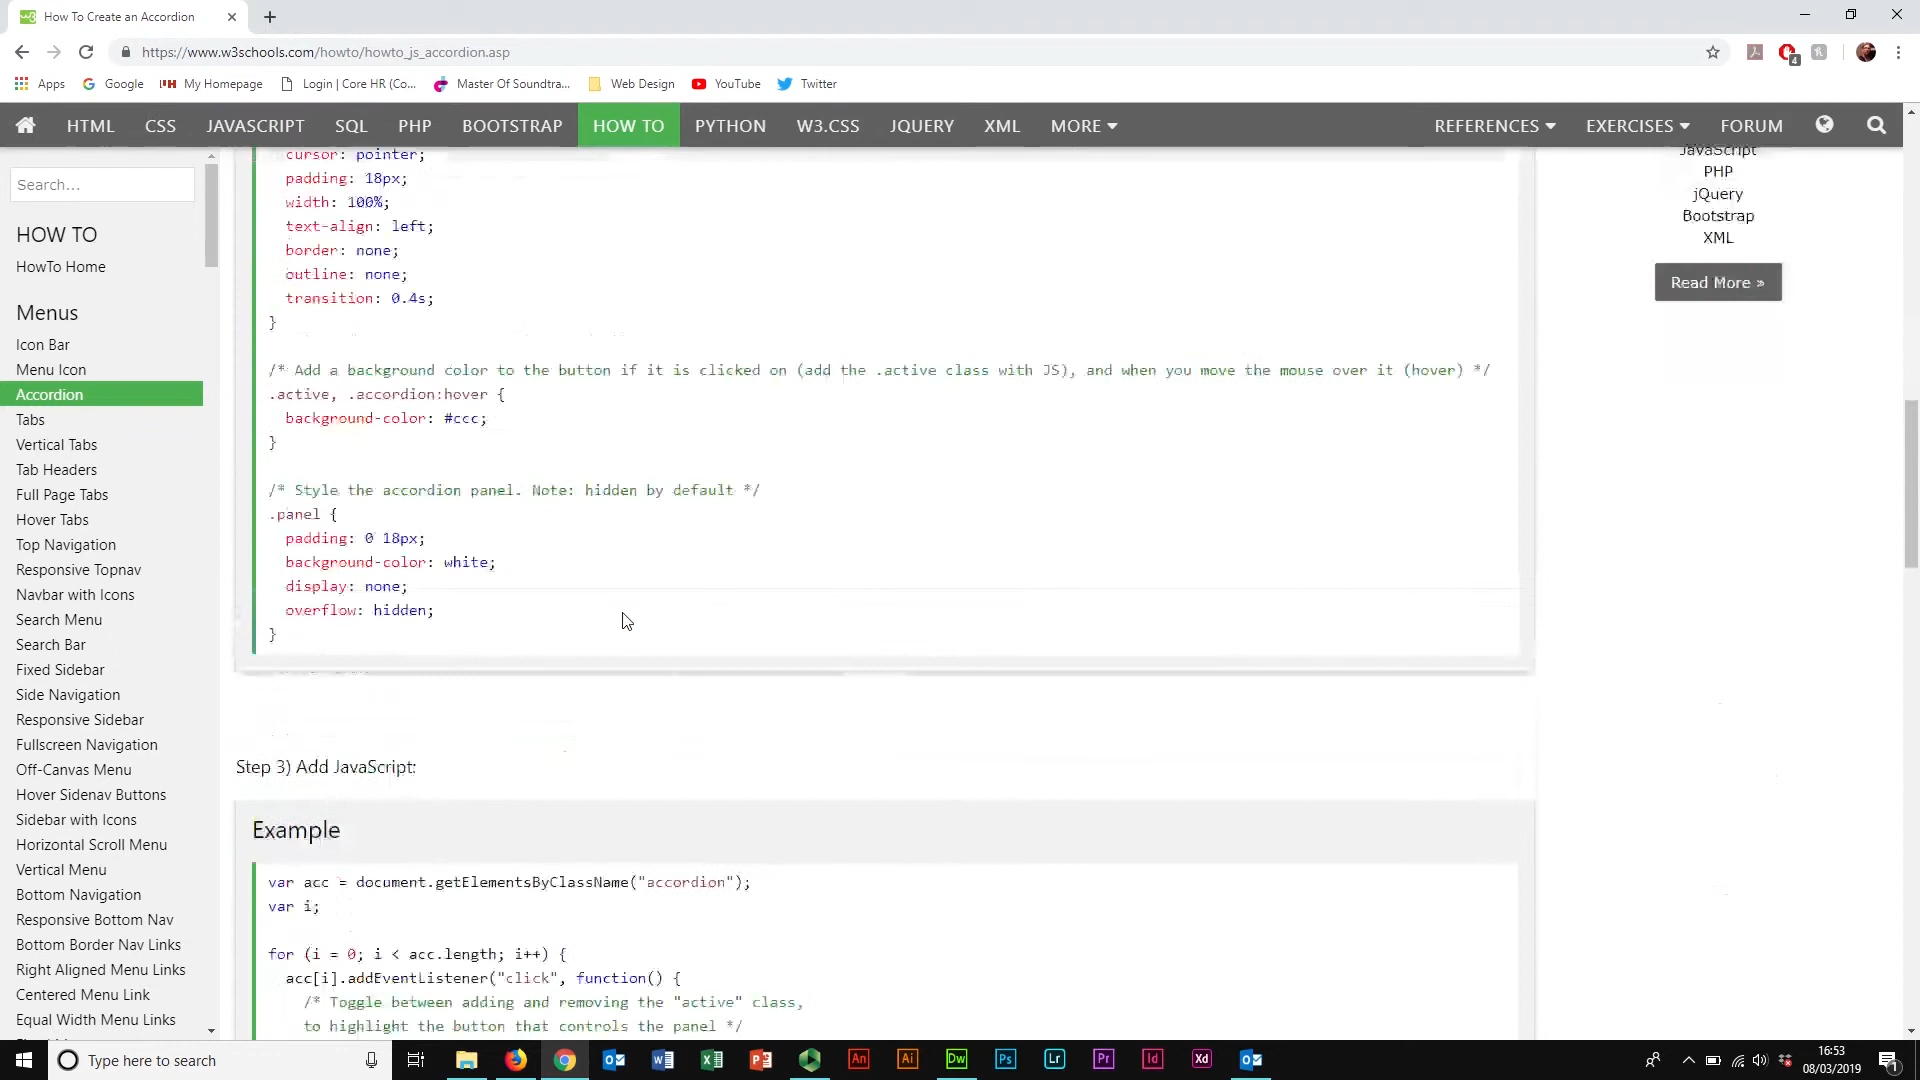 How To Create an Accordion
https://www.w3schools.com/howto/howto_js_accordion.asp
4
Apps
Google
My Homepage
Login | Core HR (Co...
Master Of Soundtra...
Web Design
YouTube
Twitter
HTML
CSS
JAVASCRIPT
SQL
PHP
BOOTSTRAP
HOW TO
PYTHON
W3.CSS
JQUERY
XML
MORE
REFERENCES
EXERCISES
FORUM
Search...
HOW TO
HowTo Home
Menus
Icon Bar
Menu Icon
Accordion
Tabs
Vertical Tabs
Tab Headers
Full Page Tabs
Hover Tabs
Top Navigation
Responsive Topnav
Navbar with Icons
Search Menu
Search Bar
Fixed Sidebar
Side Navigation
Responsive Sidebar
Fullscreen Navigation
Off-Canvas Menu
Hover Sidenav Buttons
Sidebar with Icons
Horizontal Scroll Menu
Vertical Menu
Bottom Navigation
Responsive Bottom Nav
Bottom Border Nav Links
Right Aligned Menu Links
Centered Menu Link
Equal Width Menu Links
cursor: pointer;
padding: 18px;
width: 100%;
text-align: left;
border: none;
outline: none;
transition: 0.4s;
}
/* Add a background color to the button if it is clicked on (add the .active class with JS), and when you move the mouse over it (hover) */
.active, .accordion:hover {
background-color: #ccc;
}
/* Style the accordion panel. Note: hidden by default */
.panel {
padding: 0 18px;
background-color: white;
display: none;
overflow: hidden;
}
Step 3) Add JavaScript:
Example
var acc = document.getElementsByClassName("accordion");
var i;
for (i = 0; i < acc.length; i++) {
acc[i].addEventListener("click", function() {
/* Toggle between adding and removing the "active" class,
to highlight the button that controls the panel */
JavaScript
PHP
jQuery
Bootstrap
XML
Read More »
Type here to search
An
Ai
Dw
Ps
Lr
Pr
Id
Xd
16:53
08/03/2019
1